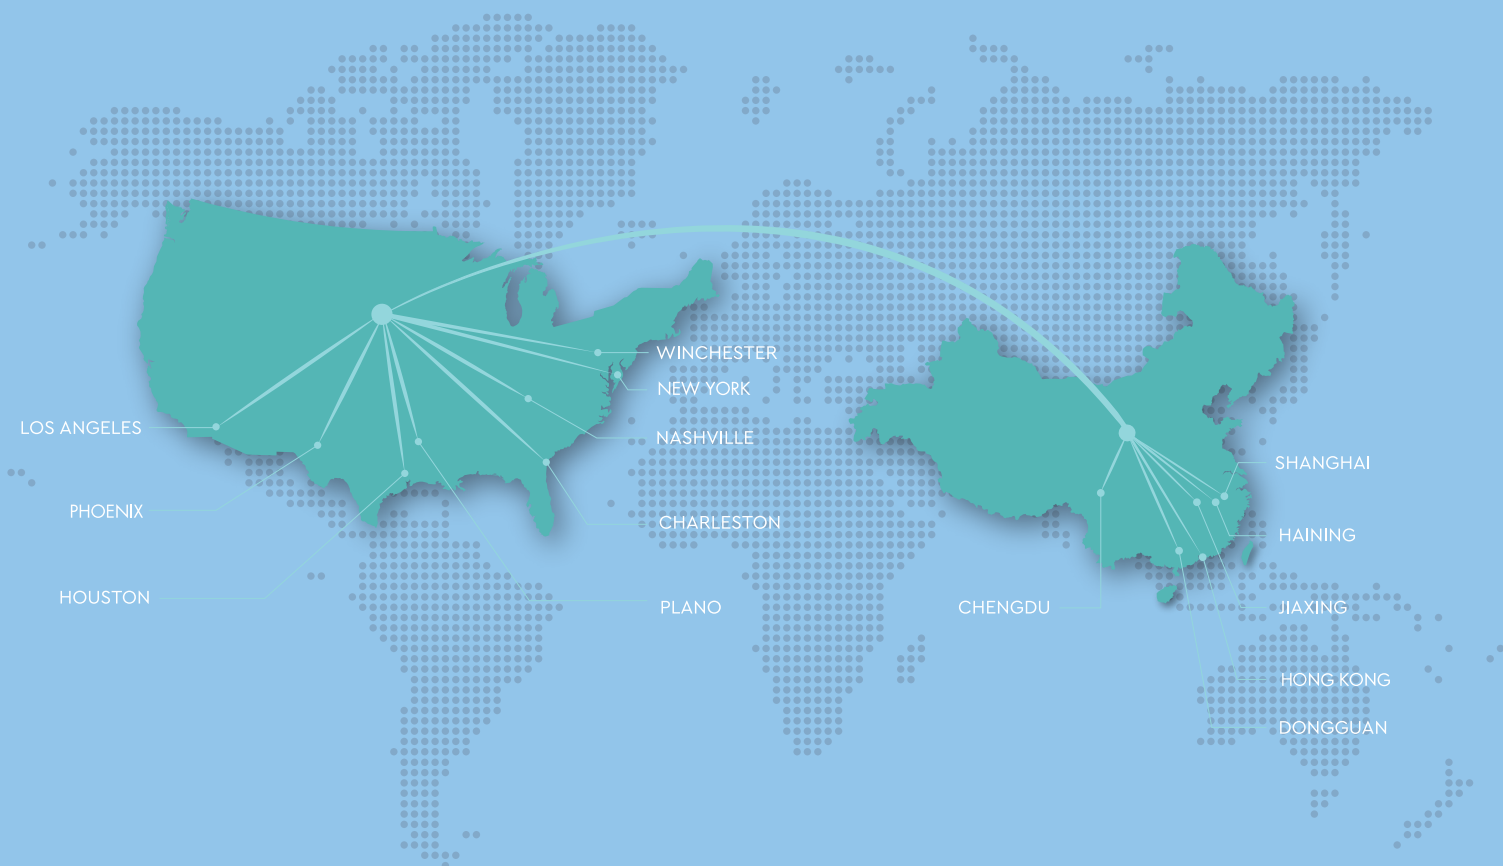 WINCHESTER
NEW YORK
LOS ANGELES
NASHVILLE
SHANGHAI
PHOENIX
CHARLESTON
HAINING
HOUSTON
PLANO
CHENGDU
JIAXING
HONG KONG
DONGGUAN